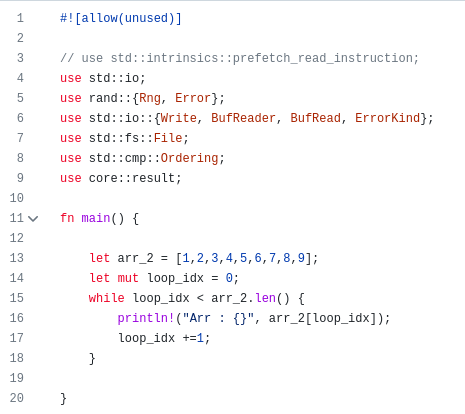 1 #![allow(unused)]
2
3 // use std::intrinsics::prefetch_read_instruction;
4 use std::io;
5 use rand::{Rng, Error};
6 use std::io::{Write, BufReader, BufRead, ErrorKind};
7 use std::fs::File;
8 use std::cmp::Ordering;
9 use core::result;
10
11 fn main() {
12
13     let arr_2 = [1,2,3,4,5,6,7,8,9];
14     let mut loop_idx = 0;
15     while loop_idx < arr_2.len() {
16         println!("Arr : {}", arr_2[loop_idx]);
17         loop_idx +=1;
18     }
19
20 }